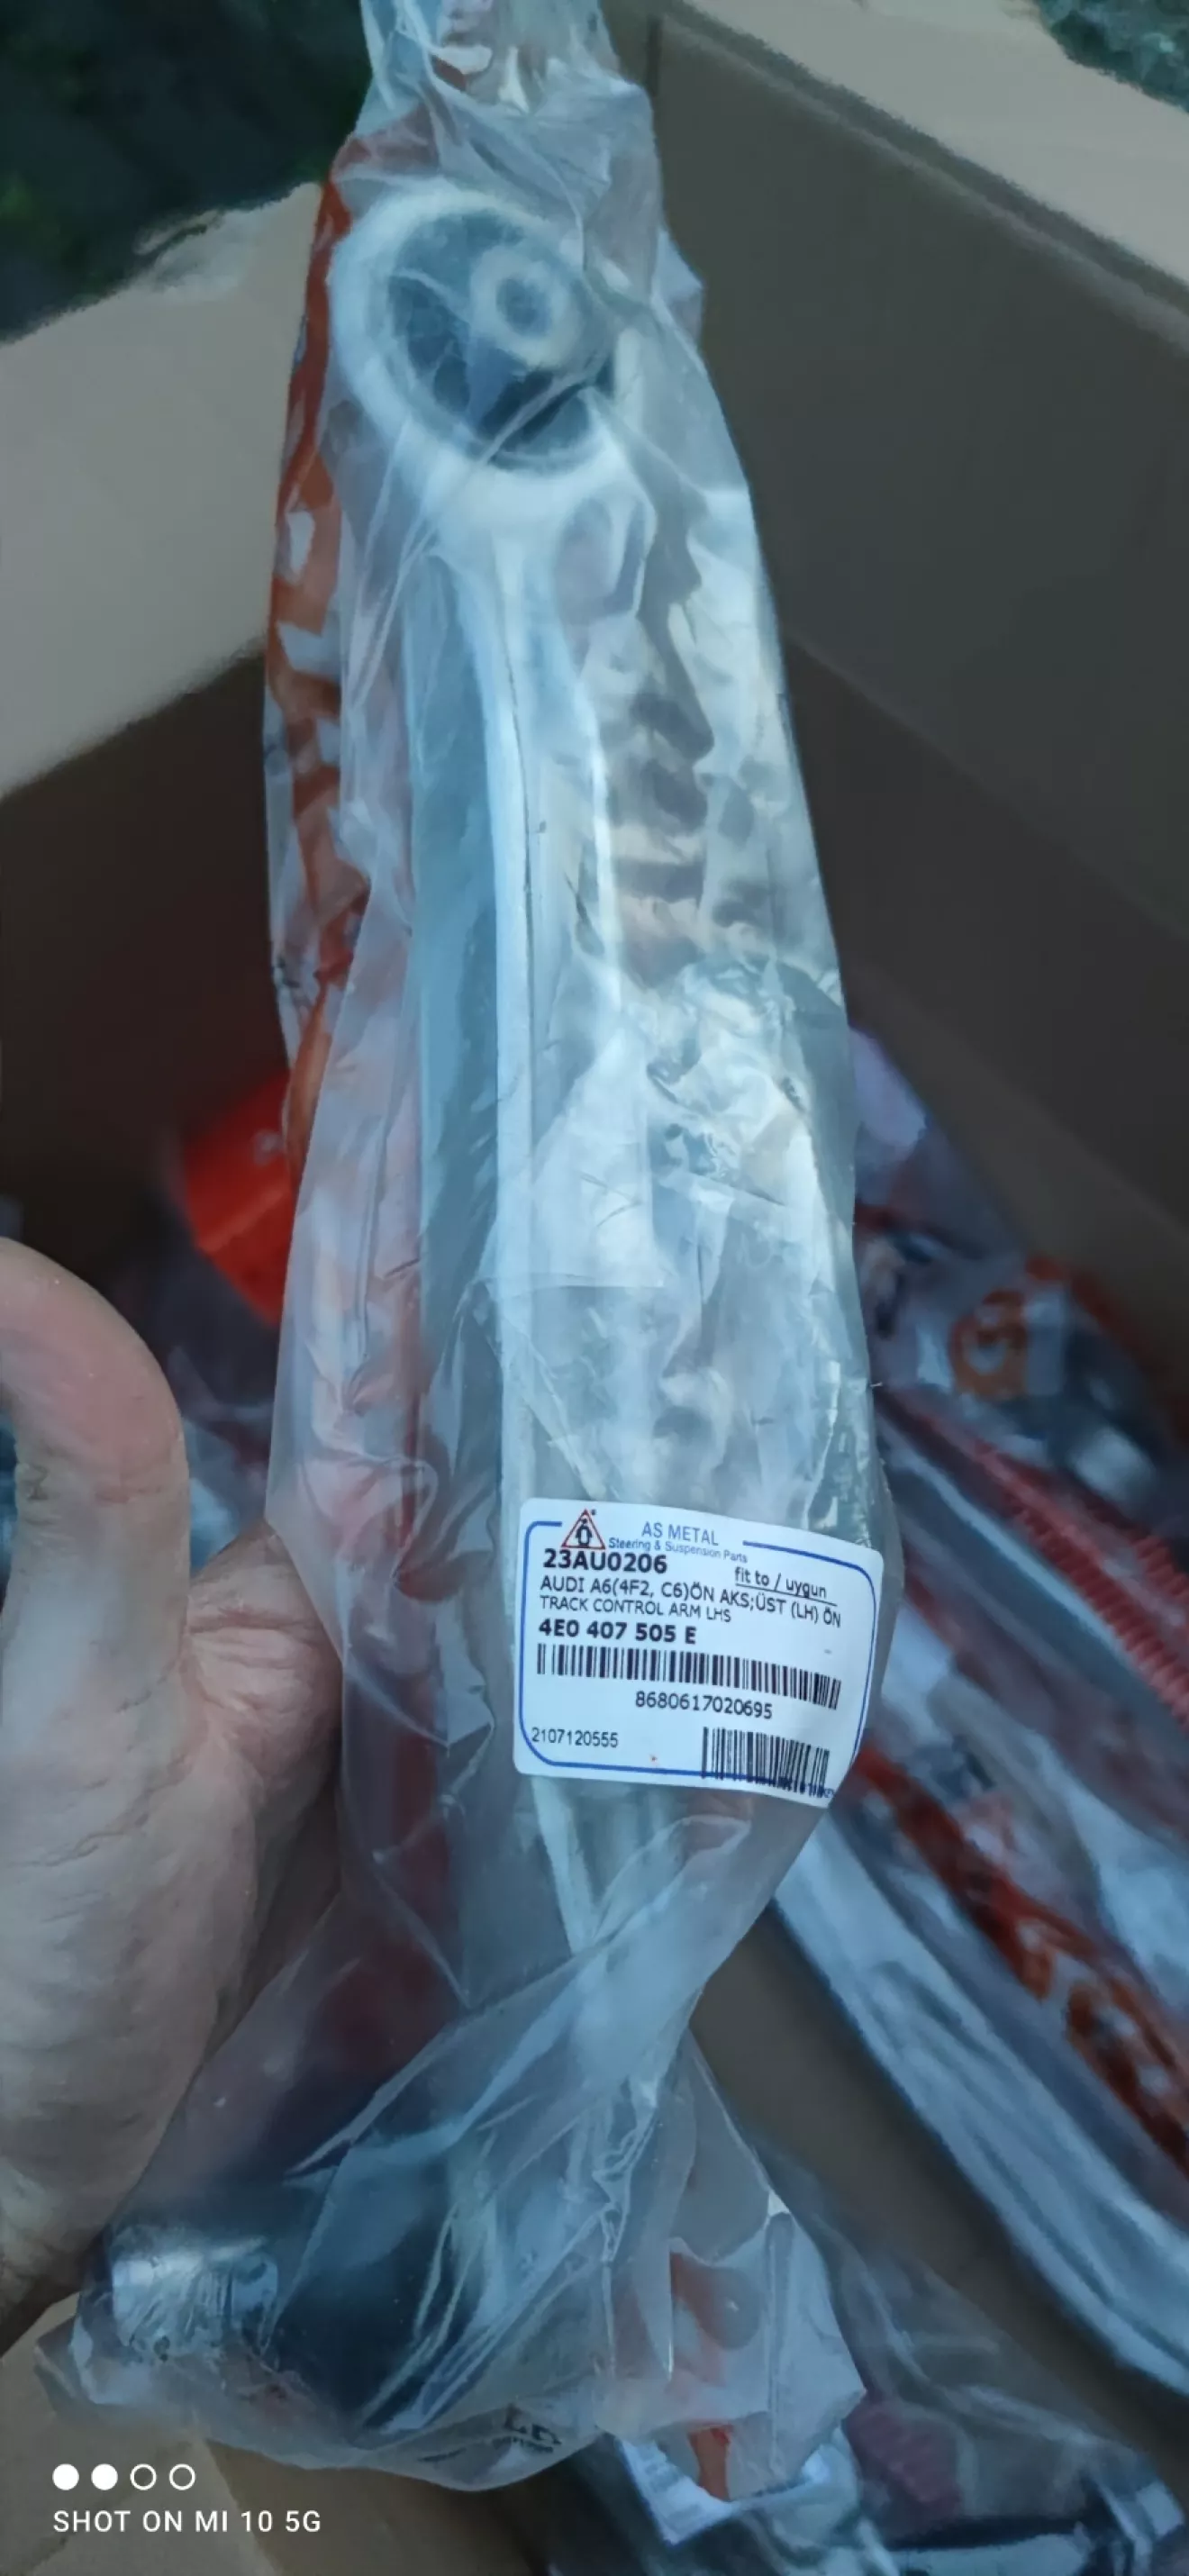 AS METAL
Steering & Suspension Parts
23AU0206
fit to / uygun
AUDI A6(4F2, C6)ÖN AKS;ÜST (LH) ÖN
TRACK CONTROL ARM LHS
4E0 407 505 E
8680617020695
2107120555
SHOT ON MI 10 5G